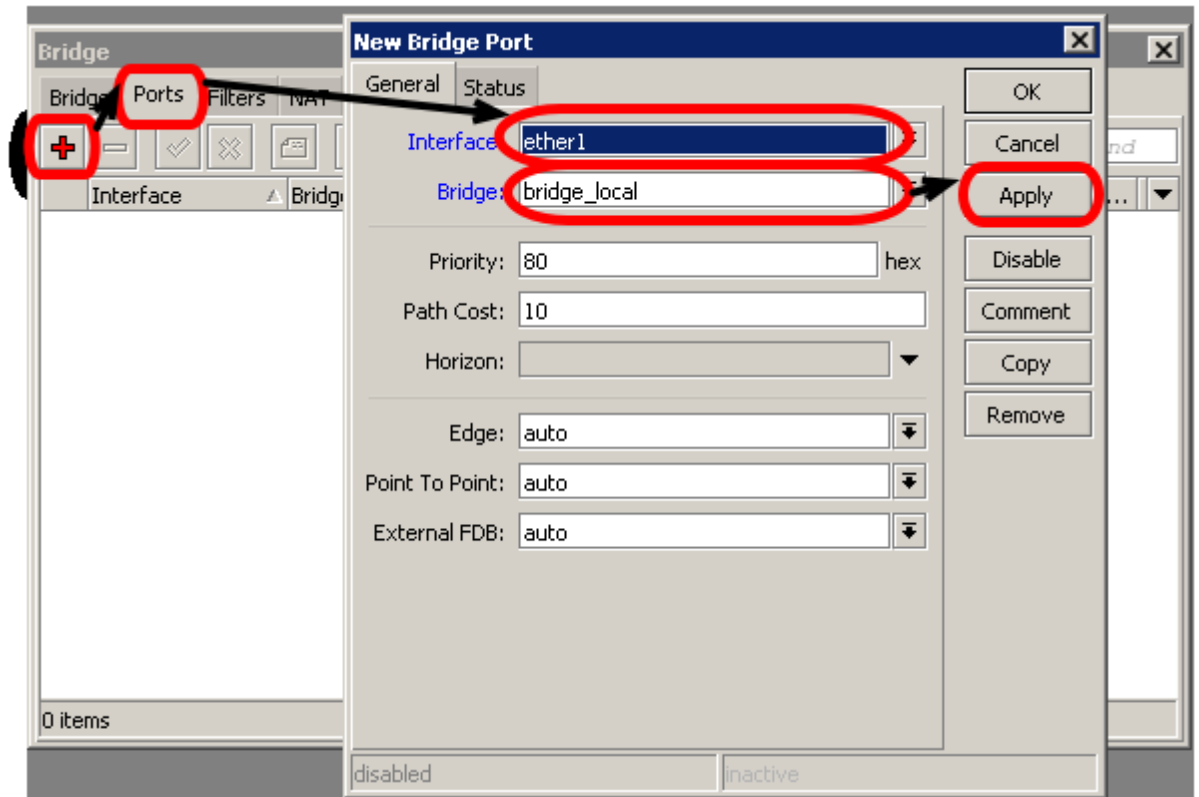 Bridge
New Bridge Port
Ports
Filters
NAT
Interface
Bridg
0 items
General
Status
Interface
ether1
Bridge:
bridge_local
Priority:
80
hex
Path Cost:
10
Horizon:
Edge:
auto
Point To Point:
auto
External FDB:
auto
disabled
inactive
OK
Cancel
Apply
Disable
Comment
Copy
Remove
nd
...